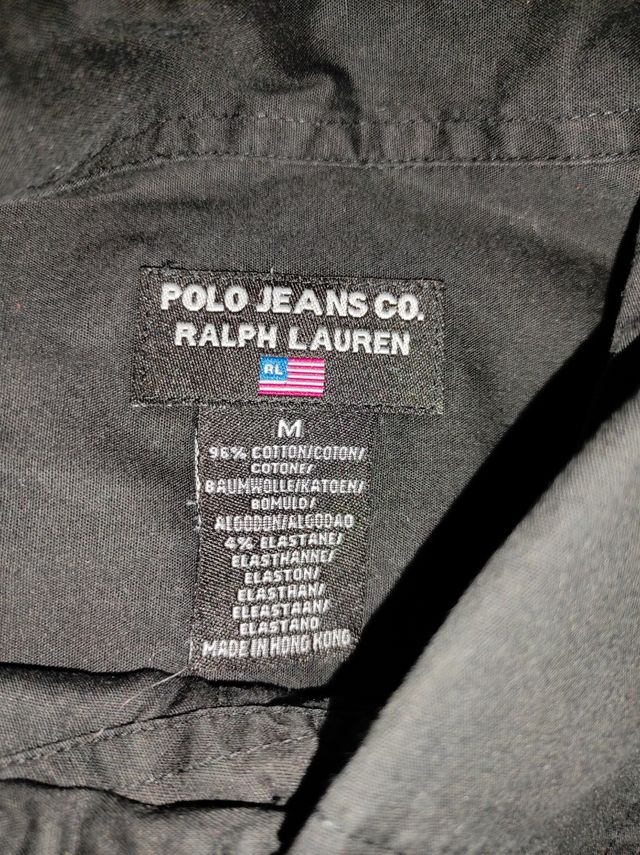 POLO JEANS CO.
RALPH LAUREN
RL
M
96% COTTON/COTON/
COTONE/
BAUMWOLLE/KATOEN/
BOMULD/
ALGODON/ALGODAO
4% ELASTANE/
ELASTHANNE/
ELASTON/
ELASTHAN/
ELEASTAAN/
ELASTANO
MADE IN HONG KONG